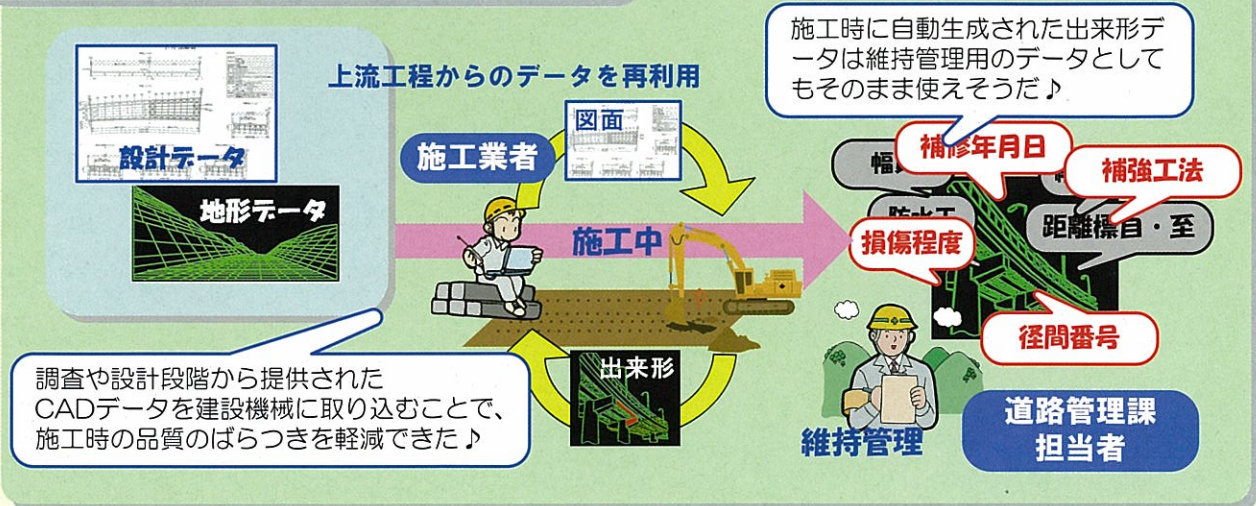 施工時に自動生成された出来形デ
ータは維持管理用のデータとして
もそのまま使えそうだ♪
上流工程からのデータを再利用
設計データ
地形データ
施工業者
図面
施工中
出来形
調査や設計段階から提供された
CADデータを建設機械に取り込むことで、
施工時の品質のばらつきを軽減できた♪
補修年月日
補強工法
幅
防水工
距離標自・至
損傷程度
径間番号
維持管理
道路管理課
担当者